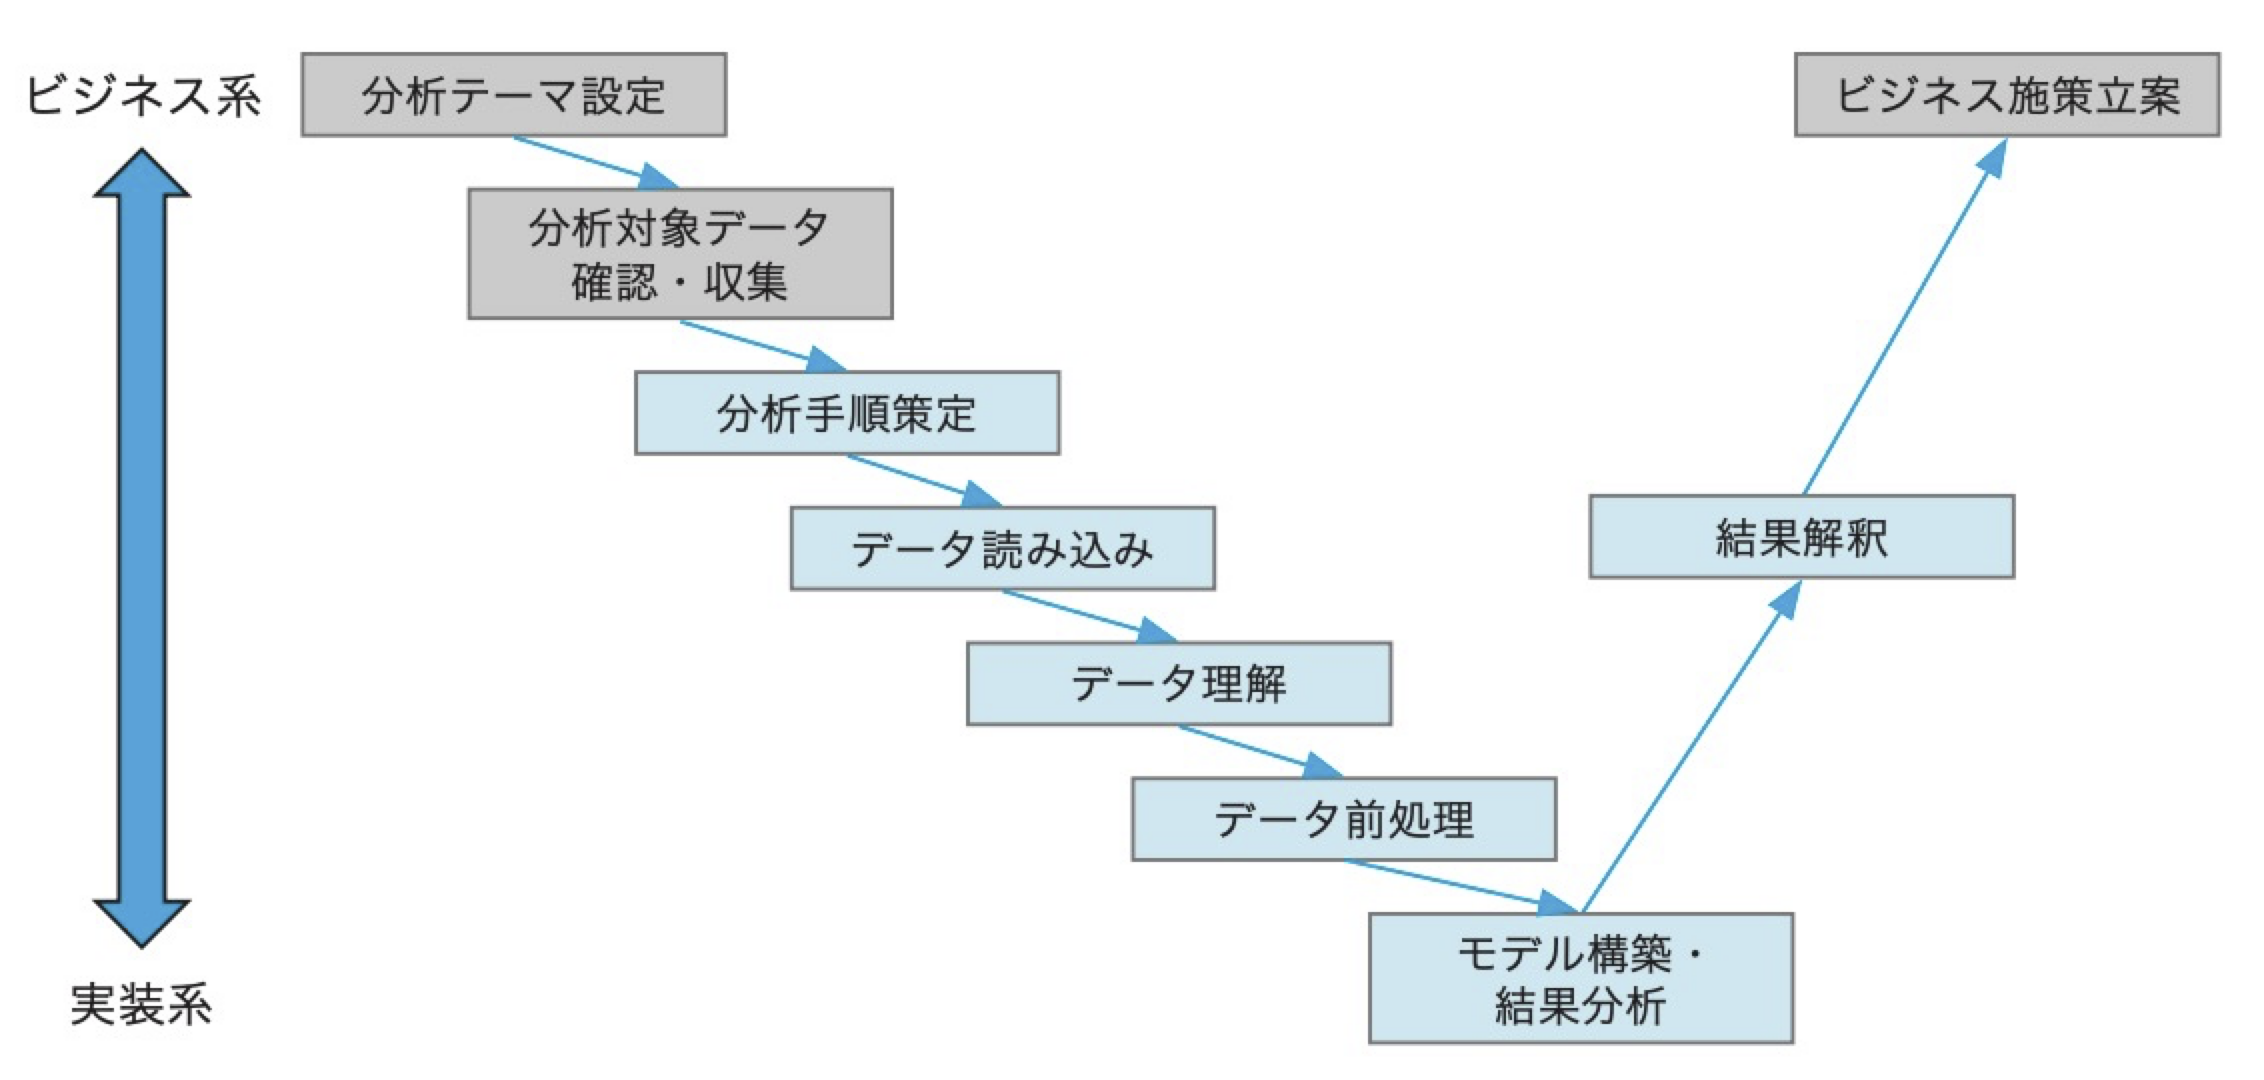 ビジネス系
分析テーマ設定
ビジネス施策立案
分析対象データ
確認・収集
分析手順策定
データ読み込み
結果解釈
データ理解
データ前処理
モデル構築・
結果分析
実装系